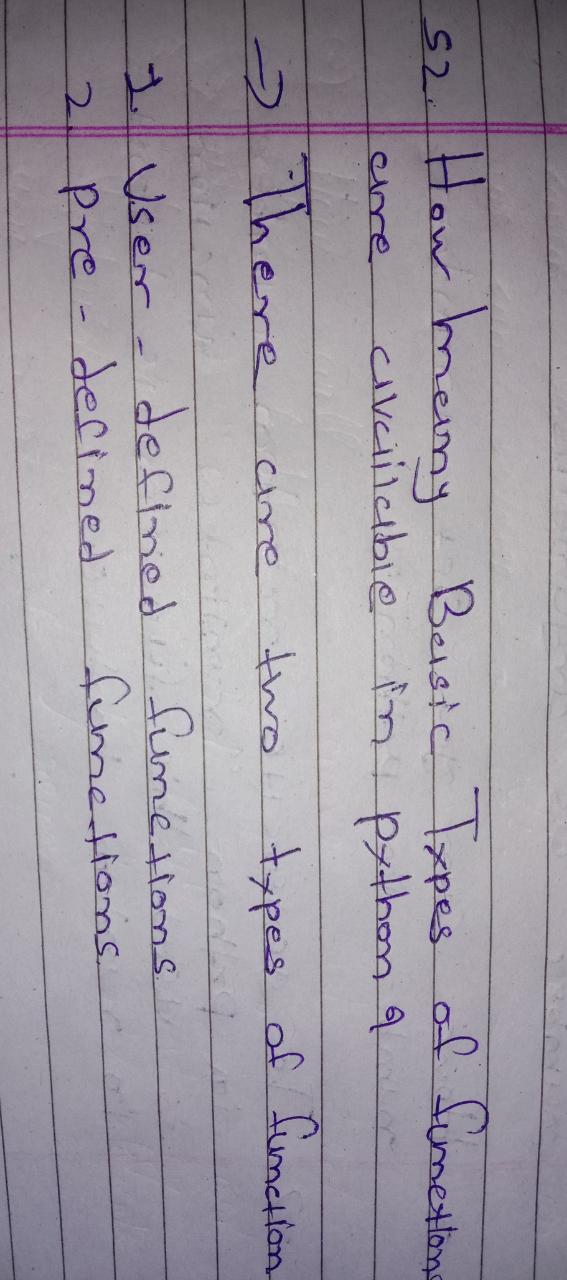 52. How many Basic Types of functions
are available in python ?
⇒ There are two types of function
1. User - defined functions.
2 pre - defined functions.